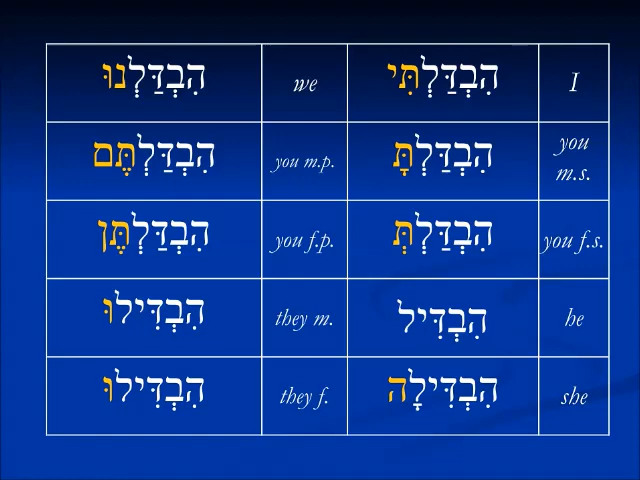 I הִבְדַּלְתִּי we הִבְדַּלְנוּ
you m.s. הִבְדַּלְתָּ you m.p. הִבְדַּלְתֶּם
you f.s. הִבְדַּלְתְּ you f.p. הִבְדַּלְתֶּן
he הִבְדִּיל they m. הִבְדִּילוּ
she הִבְדִּילָה they f. הִבְדִּילוּ